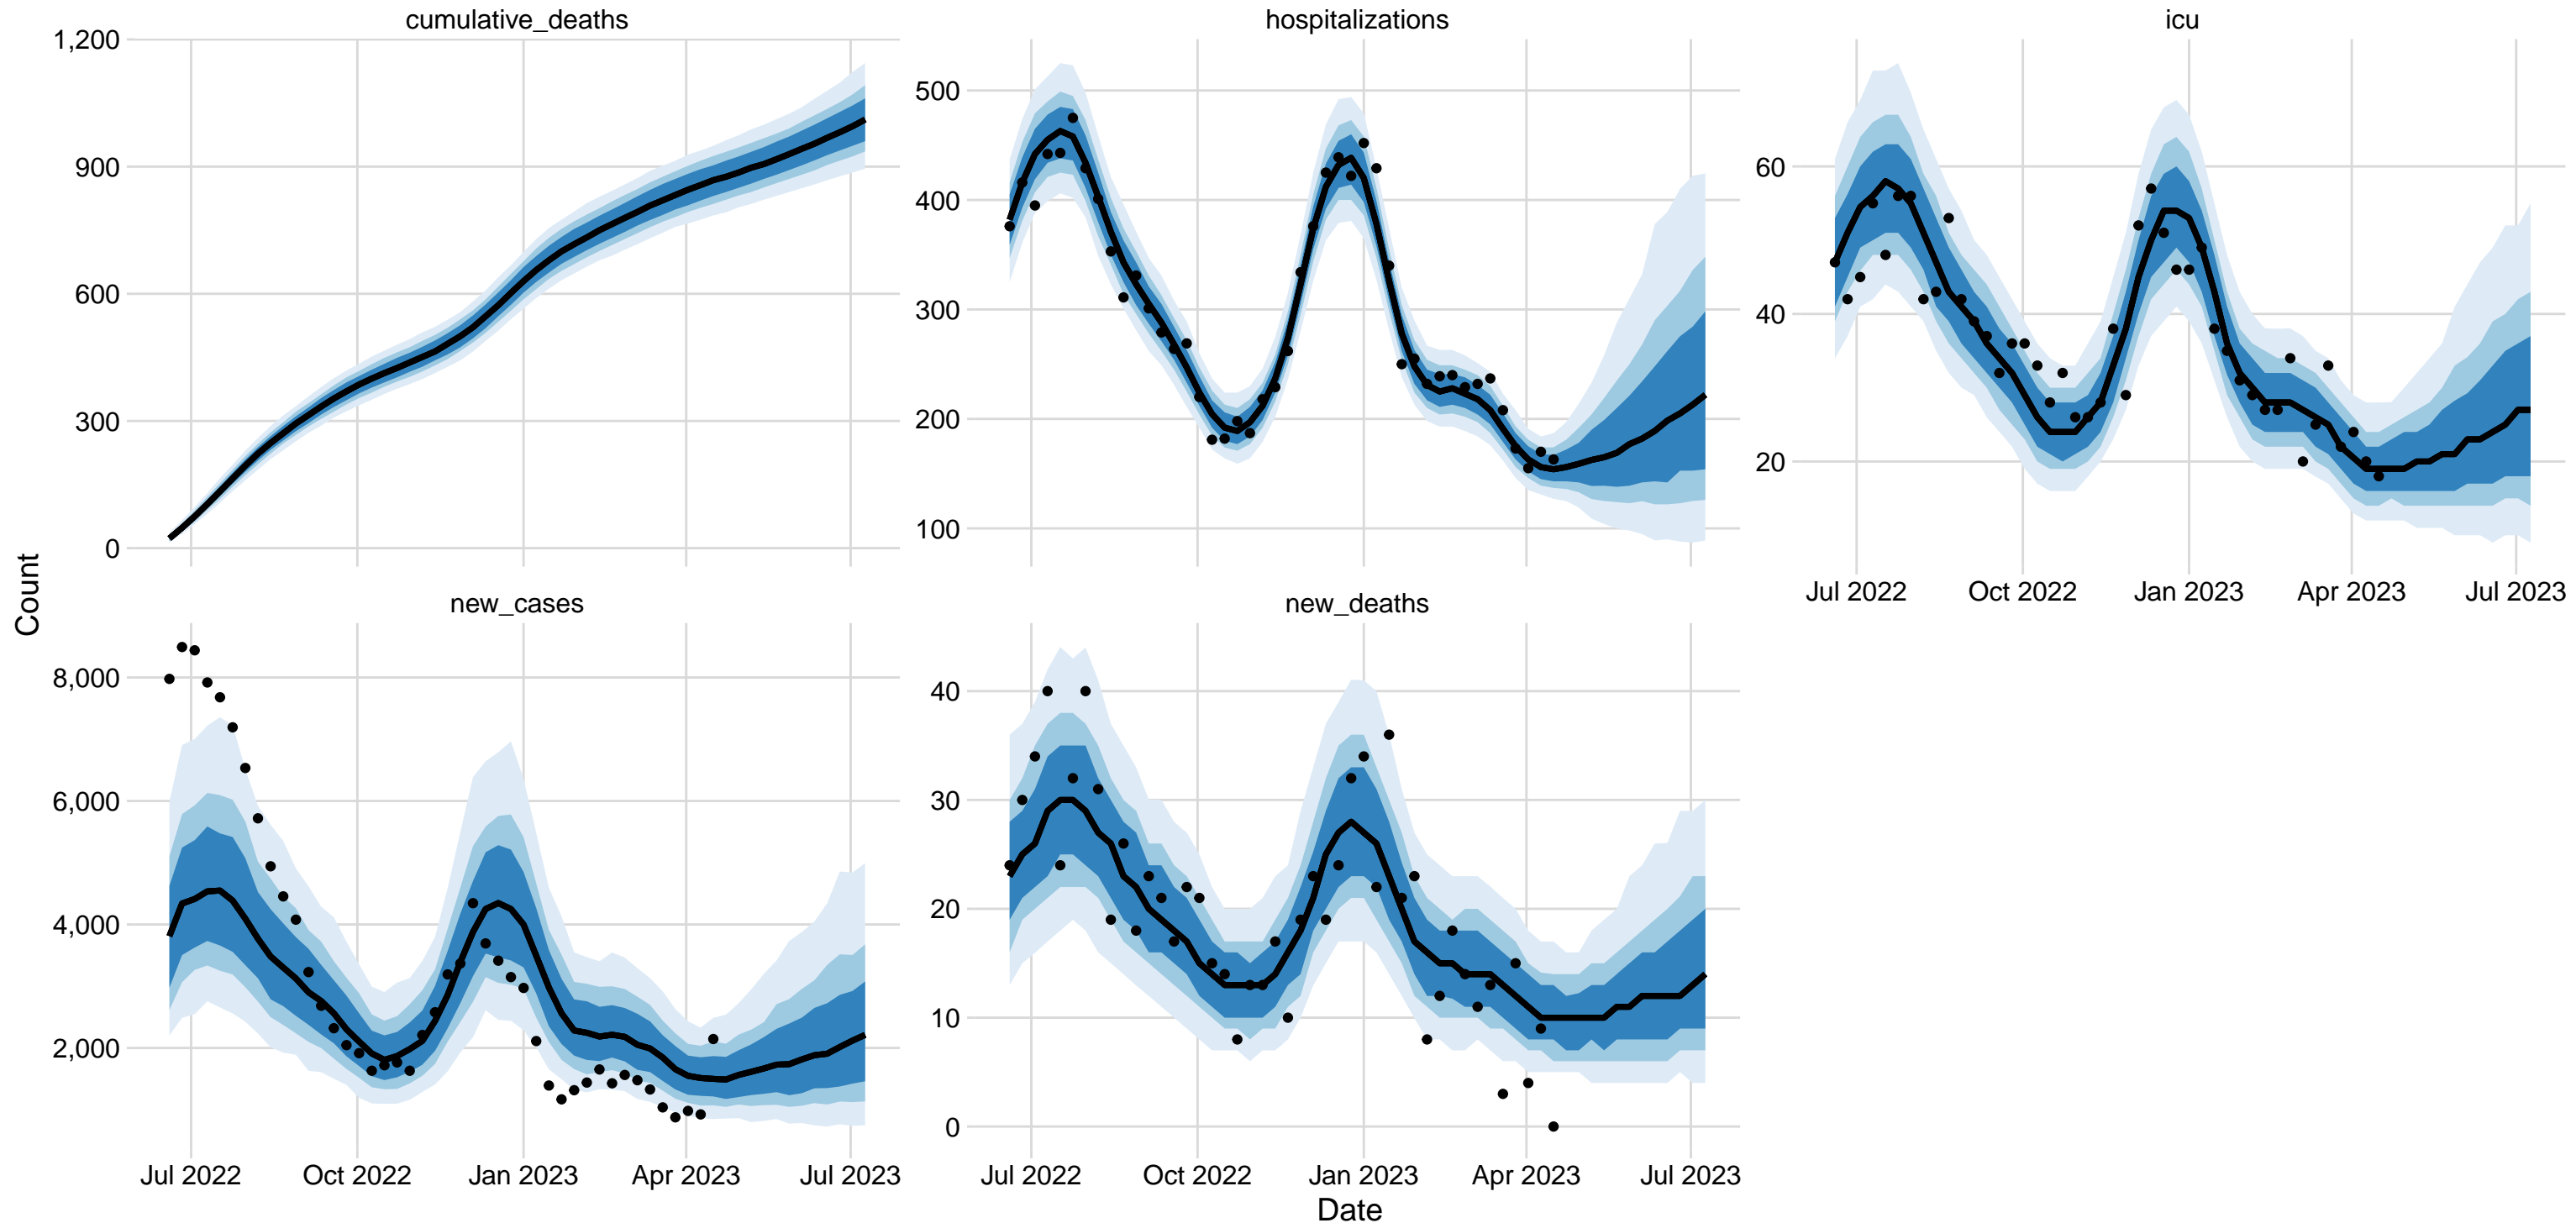 cumulative_deaths
hospitalizations
icu
1,200
900
600
300
0
500
400
300
200
100
60
40
20
Jul 2022 Oct 2022 Jan 2023 Apr 2023 Jul 2023
Count
new_cases
new_deaths
8,000
6,000
4,000
2,000
40
30
20
10
0
Jul 2022 Oct 2022 Jan 2023 Apr 2023 Jul 2023
Jul 2022 Oct 2022 Jan 2023 Apr 2023 Jul 2023
Date